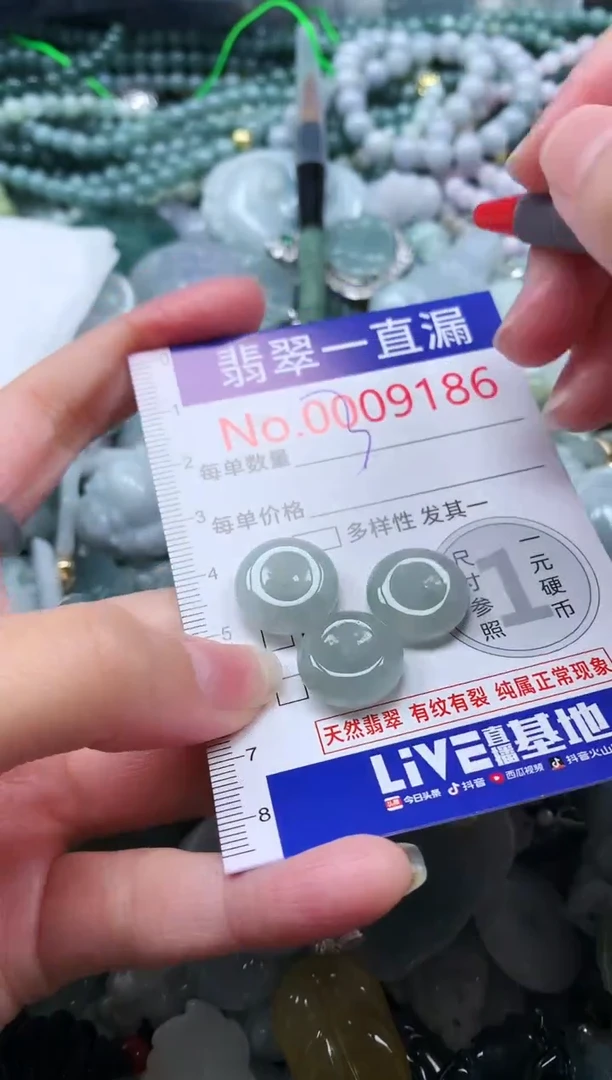 翡翠一直漏
No.0009186
每单数量 3
每单价格
多样性 发其一
尺寸参照
1
一元硬币
天然翡翠 有纹有裂 纯属正常现象
LiVE直播基地
今日头条 抖音 西瓜视频 抖音火山
0
1
2
3
4
5
7
8